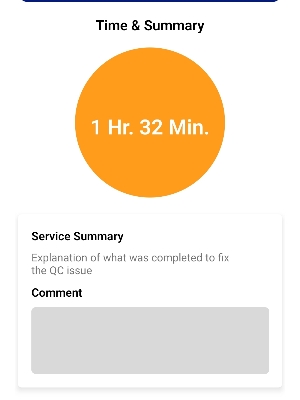 Time & Summary
1 Hr. 32 Min.
Service Summary
Explanation of what was completed to fix
the QC issue
Comment